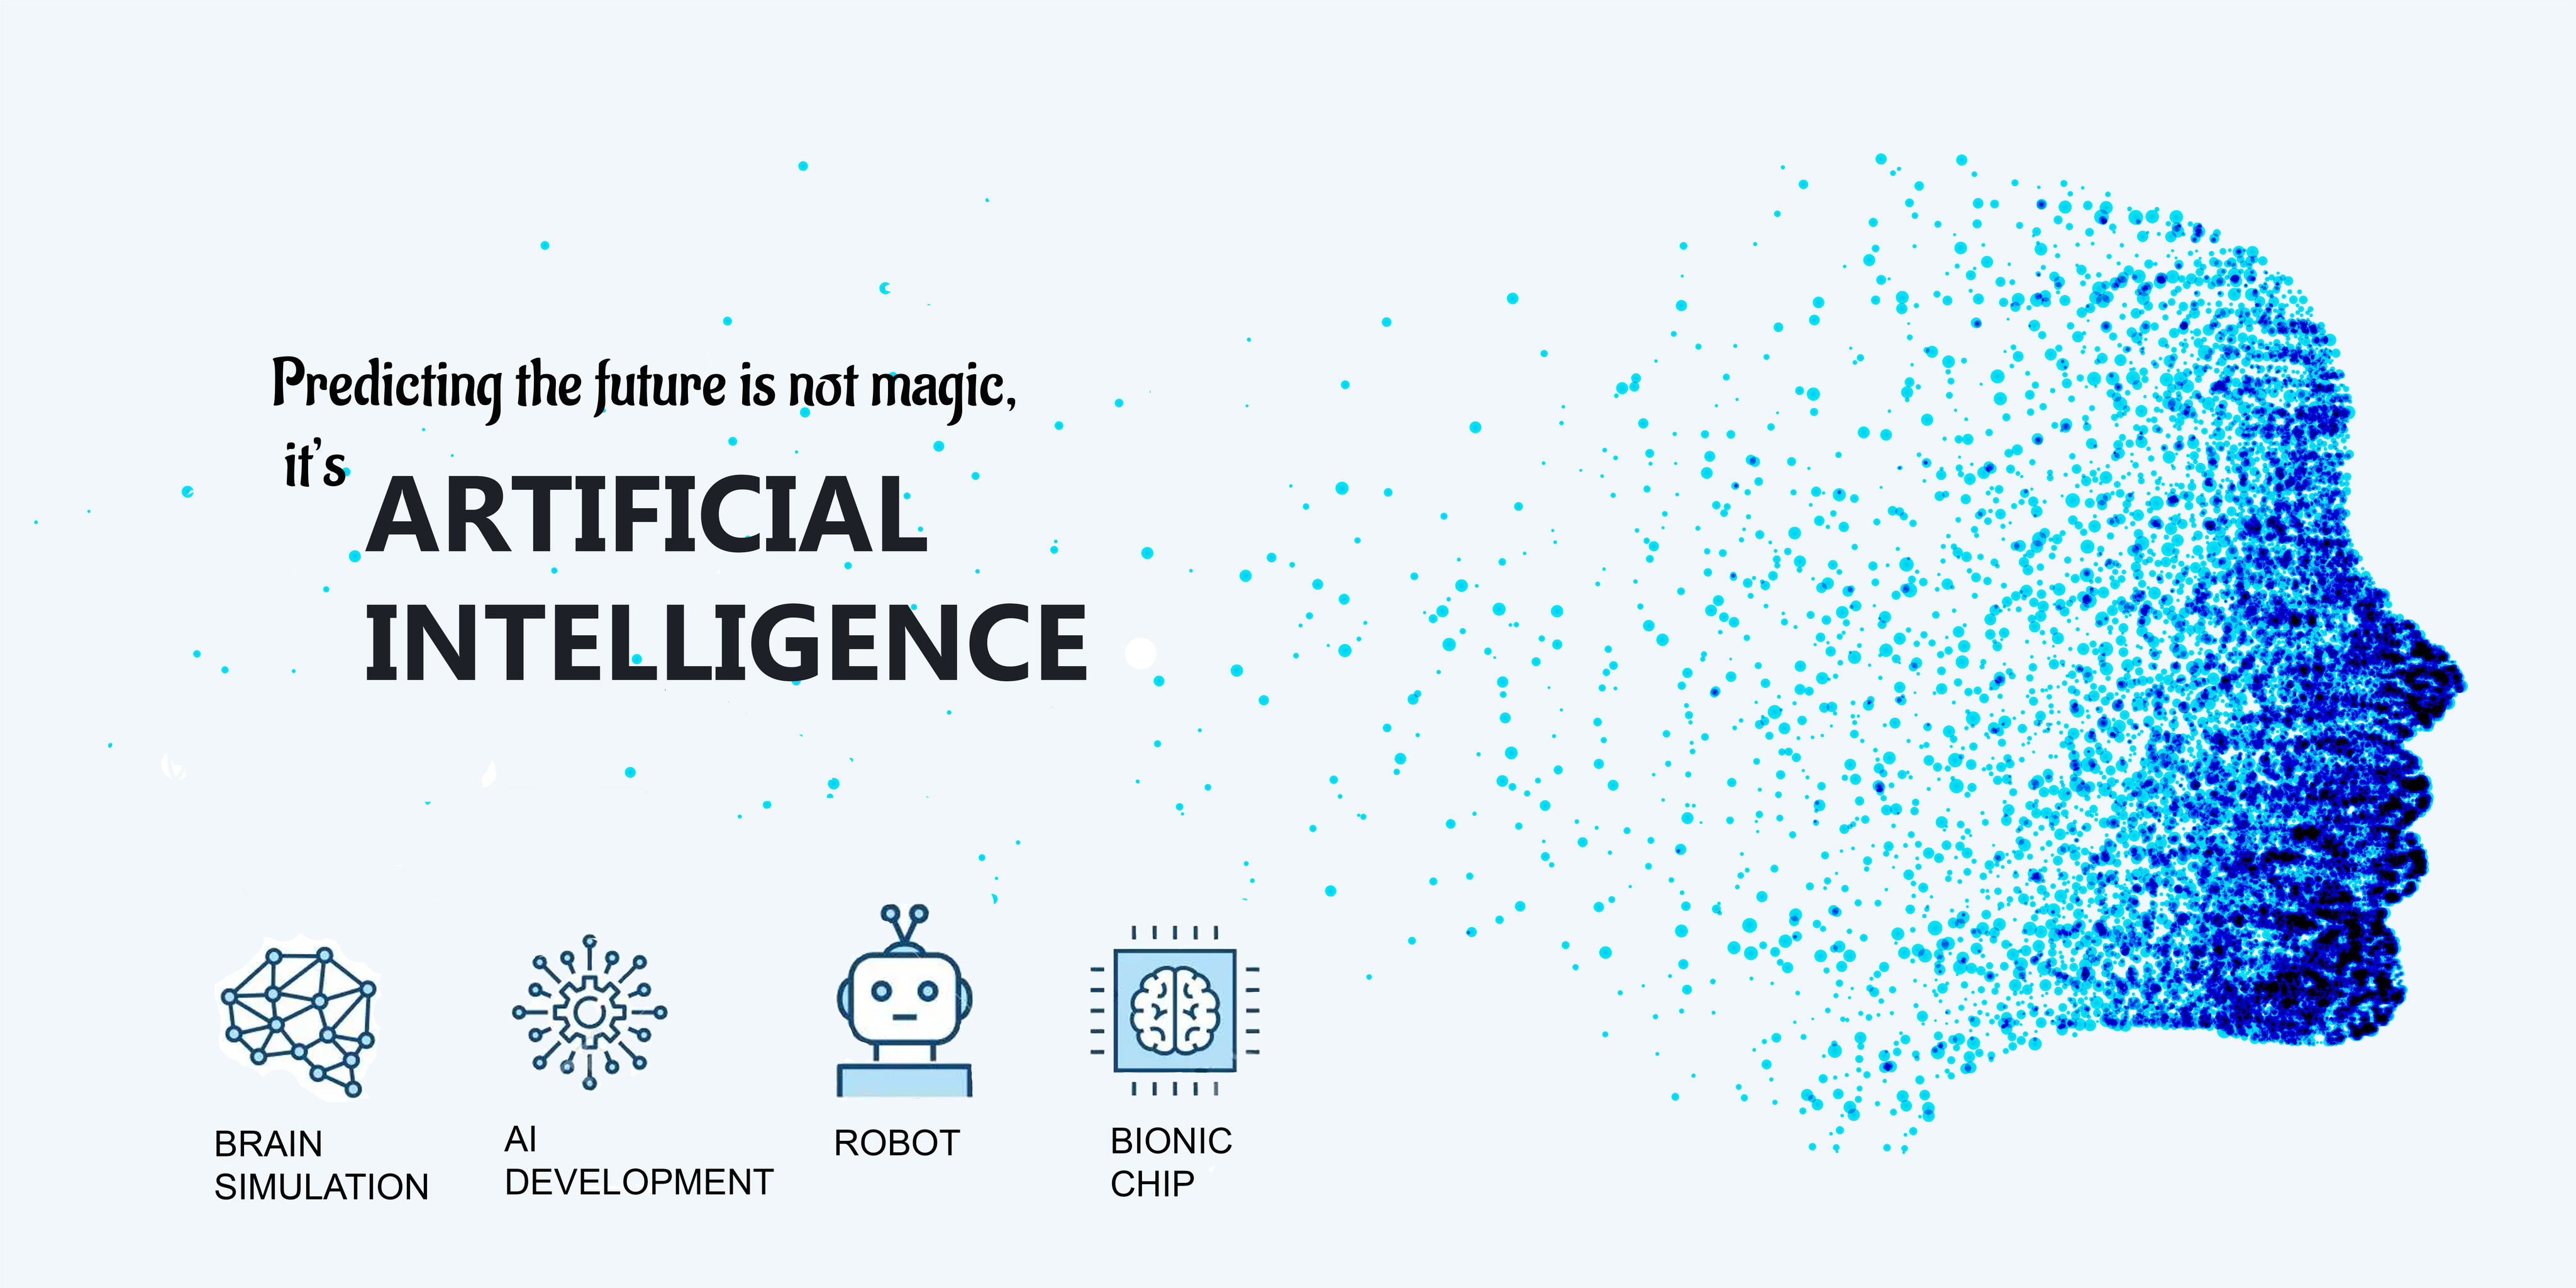 Predicting the future is not magic,
it's
ARTIFICIAL
INTELLIGENCE
BRAIN
SIMULATION
AI
DEVELOPMENT
ROBOT
BIONIC
CHIP